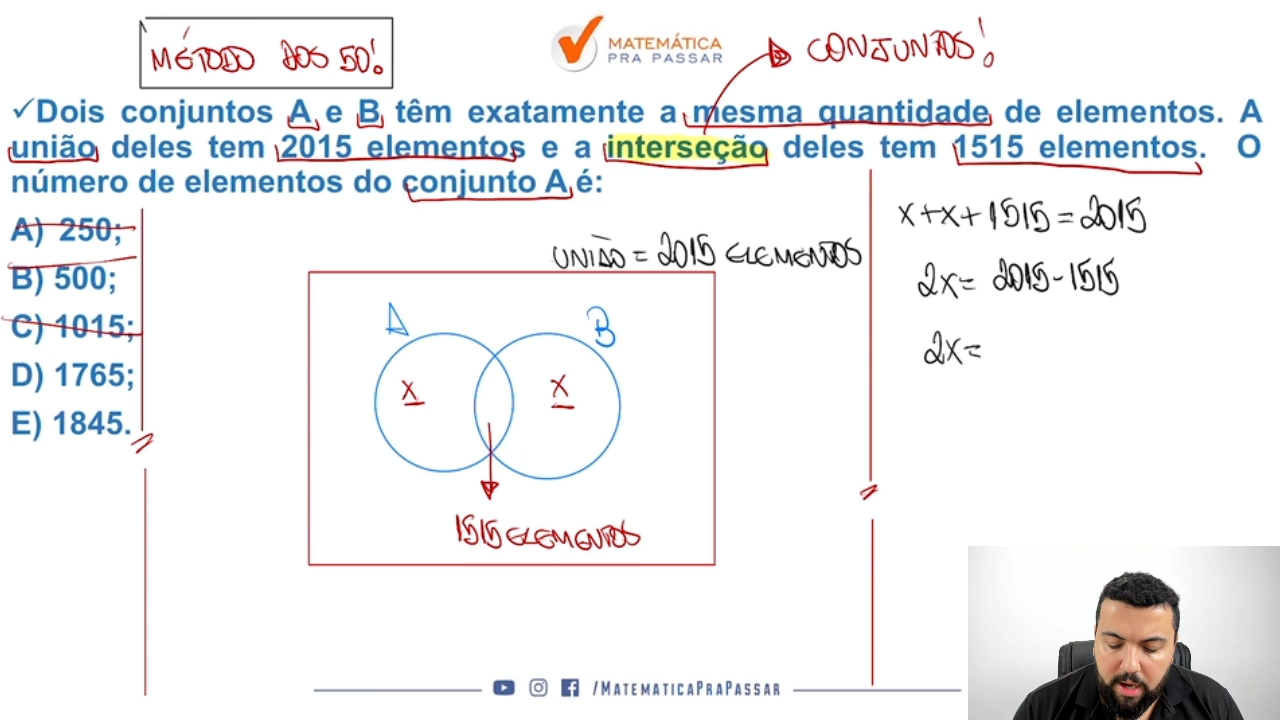 MÉTODO DOS 50!
MATEMÁTICA
PRA PASSAR
CONJUNTOS!
✓Dois conjuntos A e B têm exatamente a mesma quantidade de elementos. A
união deles tem 2015 elementos e a interseção deles tem 1515 elementos. O
número de elementos do conjunto A é:
A) 250;
B) 500;
C) 1015;
D) 1765;
E) 1845.
UNIÃO = 2015 ELEMENTOS
A
B
x
x
1515 ELEMENTOS
x+x+1515=2015
2x= 2015-1515
2x=
/MATEMATICAPRAPASSAR